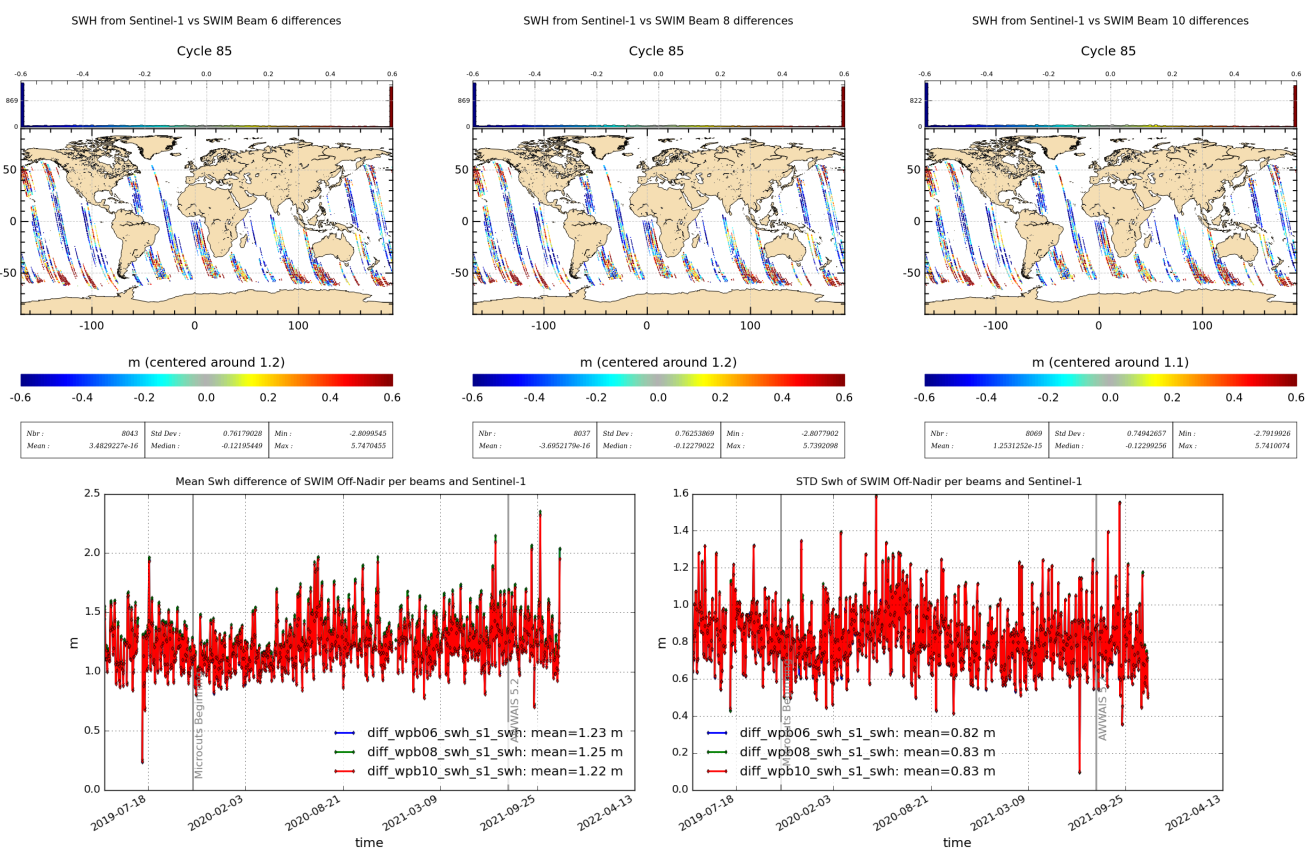 SWH from Sentinel-1 vs SWIM Beam 6 differences
Cycle 85
-0.6 -0.4 -0.2 0.0 0.2 0.4 0.6
869
0
50
0
-50
-100 0 100
m (centered around 1.2)
-0.6 -0.4 -0.2 0.0 0.2 0.4 0.6
Nbr : 8043 Std Dev : 0.76179028 Min : -2.8099545
Mean : 3.4829227e-16 Median : -0.12195449 Max : 5.7470455
SWH from Sentinel-1 vs SWIM Beam 8 differences
Cycle 85
-0.6 -0.4 -0.2 0.0 0.2 0.4 0.6
869
0
50
0
-50
-100 0 100
m (centered around 1.2)
-0.6 -0.4 -0.2 0.0 0.2 0.4 0.6
Nbr : 8037 Std Dev : 0.76253869 Min : -2.8077902
Mean : -3.6952179e-16 Median : -0.12279022 Max : 5.7392098
SWH from Sentinel-1 vs SWIM Beam 10 differences
Cycle 85
-0.6 -0.4 -0.2 0.0 0.2 0.4 0.6
822
0
50
0
-50
-100 0 100
m (centered around 1.1)
-0.6 -0.4 -0.2 0.0 0.2 0.4 0.6
Nbr : 8069 Std Dev : 0.74942657 Min : -2.7919926
Mean : 1.2531252e-15 Median : -0.12299256 Max : 5.7410074
Mean Swh difference of SWIM Off-Nadir per beams and Sentinel-1
2.5
2.0
1.5
1.0
0.5
0.0
m
Microcuts
AWWAIS 5.2
diff_wpb06_swh_s1_swh: mean=1.23 m
diff_wpb08_swh_s1_swh: mean=1.25 m
diff_wpb10_swh_s1_swh: mean=1.22 m
2019-07-18 2020-02-03 2020-08-21 2021-03-09 2021-09-25 2022-04-13
time
STD Swh of SWIM Off-Nadir per beams and Sentinel-1
1.6
1.4
1.2
1.0
0.8
0.6
0.4
0.2
0.0
m
AWWAIS
diff_wpb06_swh_s1_swh: mean=0.82 m
diff_wpb08_swh_s1_swh: mean=0.83 m
diff_wpb10_swh_s1_swh: mean=0.83 m
2019-07-18 2020-02-03 2020-08-21 2021-03-09 2021-09-25 2022-04-13
time